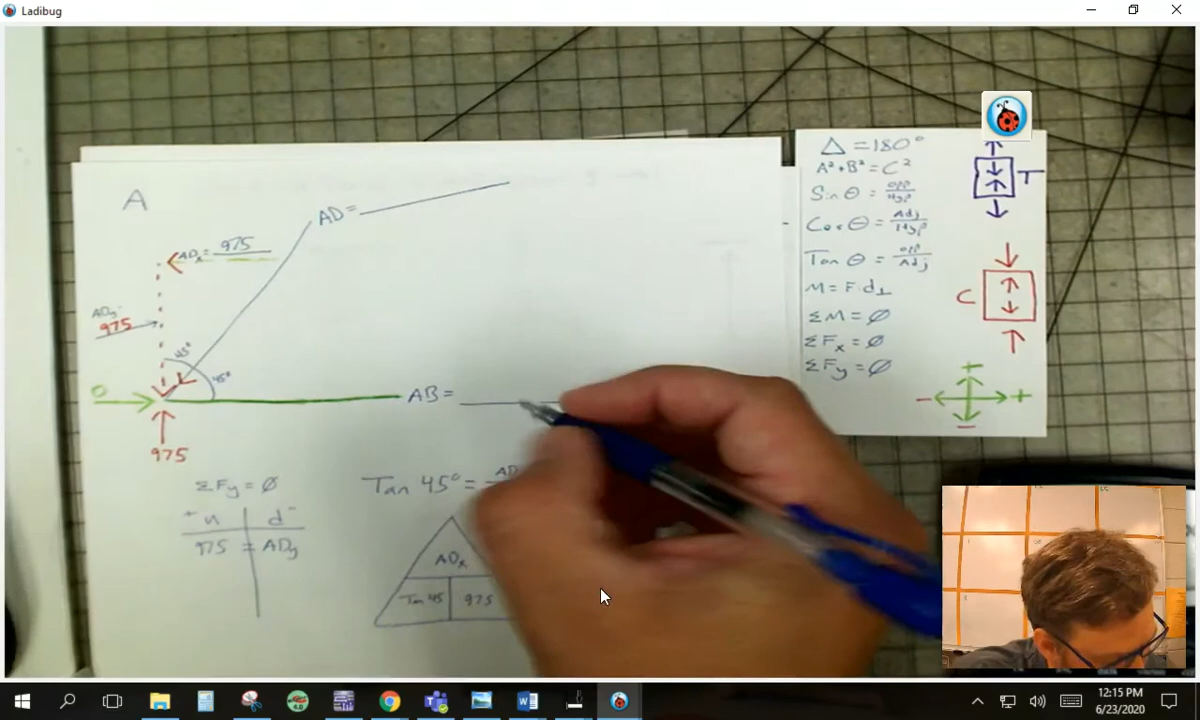 Ladibug
A
AD=
ADx= 975
ADy=
975
45°
45°
0
AB=
975
ΣFy = ∅
+ u | d -
975 = ADy
Tan 45° = AD
ADx
Tan 45 | 975
△ = 180°
A² + B² = C²
Sin θ = opp/Hyp
Cos θ = Adj/Hyp
Tan θ = opp/Adj
M = F·d⊥
ΣM = ∅
ΣFx = ∅
ΣFy = ∅
T
C
+
- +
-
12:15 PM
6/23/2020